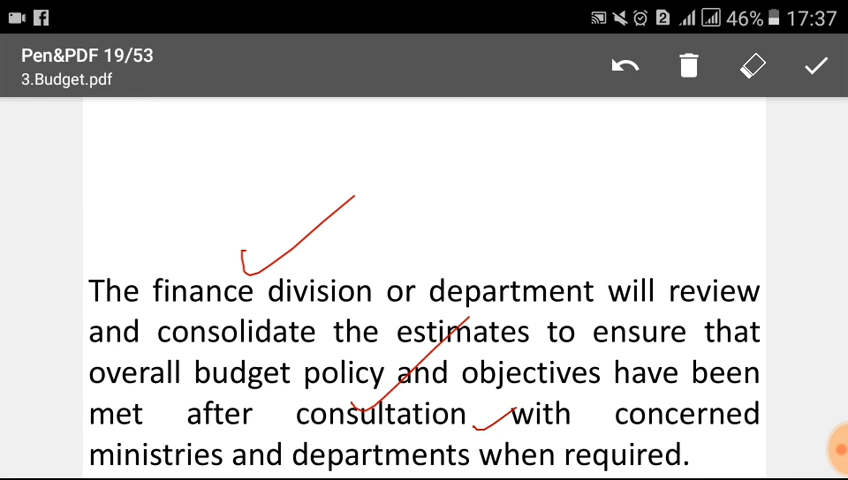 46% 17:37
Pen&PDF 19/53
3.Budget.pdf
The finance division or department will review
and consolidate the estimates to ensure that
overall budget policy and objectives have been
met after consultation with concerned
ministries and departments when required.